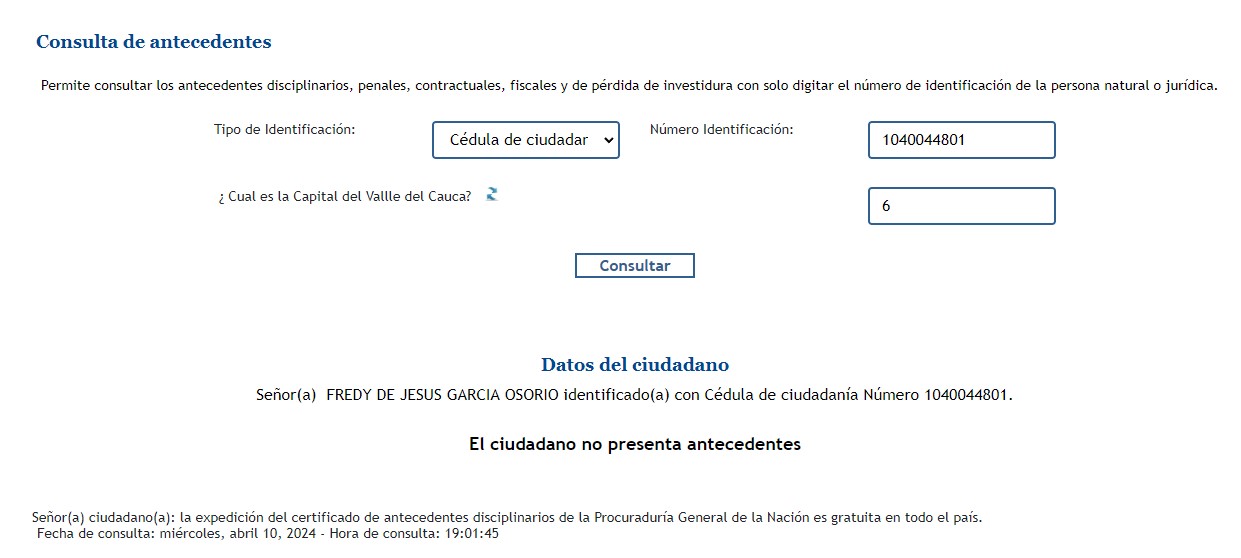 Consulta de antecedentes
Permite consultar los antecedentes disciplinarios, penales, contractuales, fiscales y de pérdida de investidura con solo digitar el número de identificación de la persona natural o jurídica.
Tipo de Identificación: Cédula de ciudadar Número Identificación: 1040044801
¿ Cual es la Capital del Vallle del Cauca? 6
Consultar
Datos del ciudadano
Señor(a) FREDY DE JESUS GARCIA OSORIO identificado(a) con Cédula de ciudadanía Número 1040044801.
El ciudadano no presenta antecedentes
Señor(a) ciudadano(a): la expedición del certificado de antecedentes disciplinarios de la Procuraduría General de la Nación es gratuita en todo el país.
Fecha de consulta: miércoles, abril 10, 2024 - Hora de consulta: 19:01:45